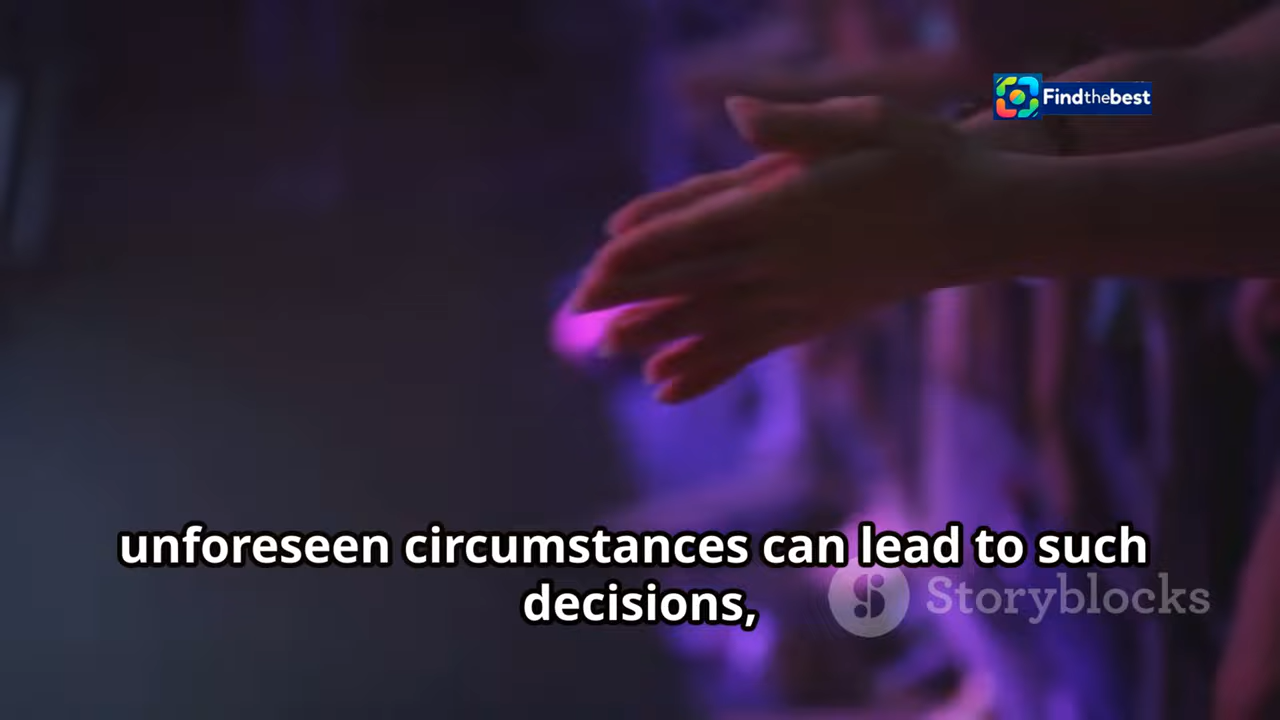 Findthebest
unforeseen circumstances can lead to such
decisions,
Storyblocks